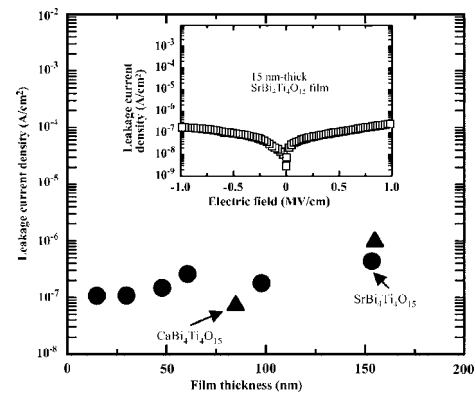 10-2
10-3
10-4
10-5
10-6
10-7
10-8
Leakage current density (A/cm2)
0 50 100 150 200
Film thickness (nm)
10-2
10-3
10-4
10-5
10-6
10-7
10-8
10-9
Leakage current
density (A/cm2)
15 nm-thick
SrBi4Ti4O15 film
-1.0 -0.5 0 0.5 1.0
Electric field (MV/cm)
CaBi4Ti4O15
SrBi4Ti4O15